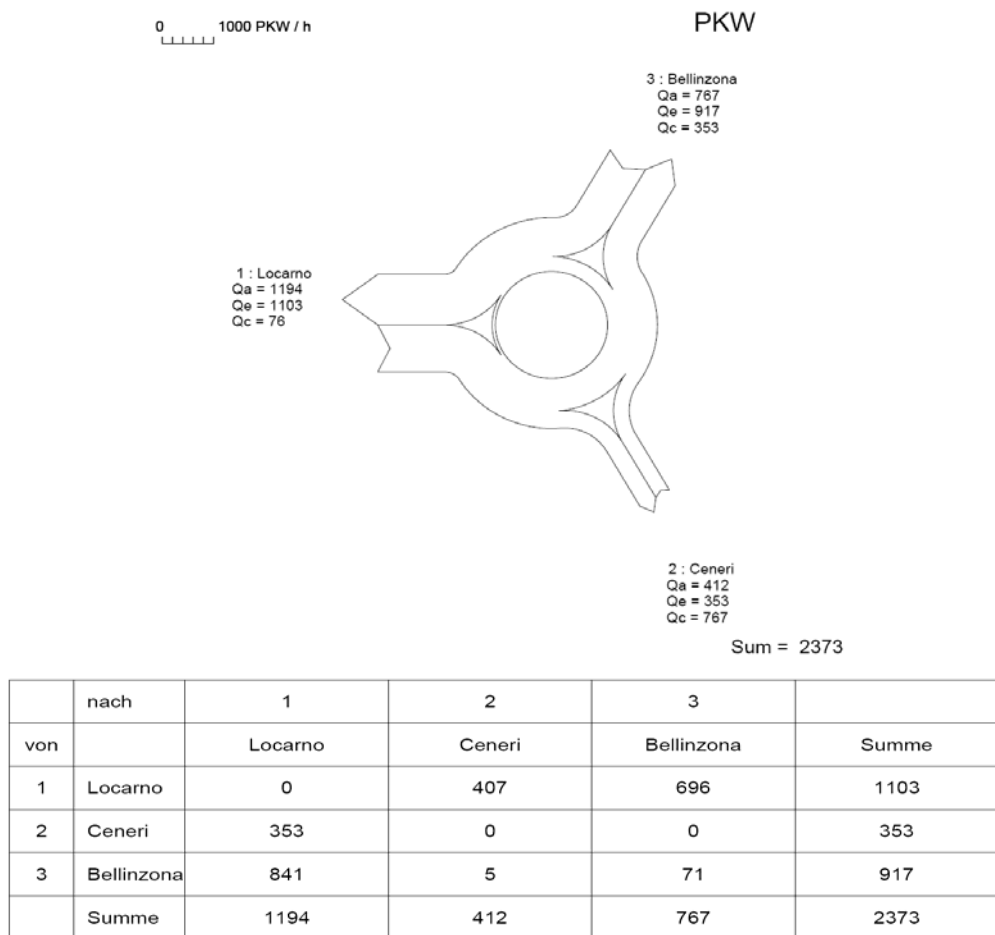 0 1000 PKW / h
PKW
3 : Bellinzona
Qa = 767
Qe = 917
Qc = 353
1 : Locarno
Qa = 1194
Qe = 1103
Qc = 76
2 : Ceneri
Qa = 412
Qe = 353
Qc = 767
Sum = 2373
nach 1 2 3
von Locarno Ceneri Bellinzona Summe
1 Locarno 0 407 696 1103
2 Ceneri 353 0 0 353
3 Bellinzona 841 5 71 917
Summe 1194 412 767 2373